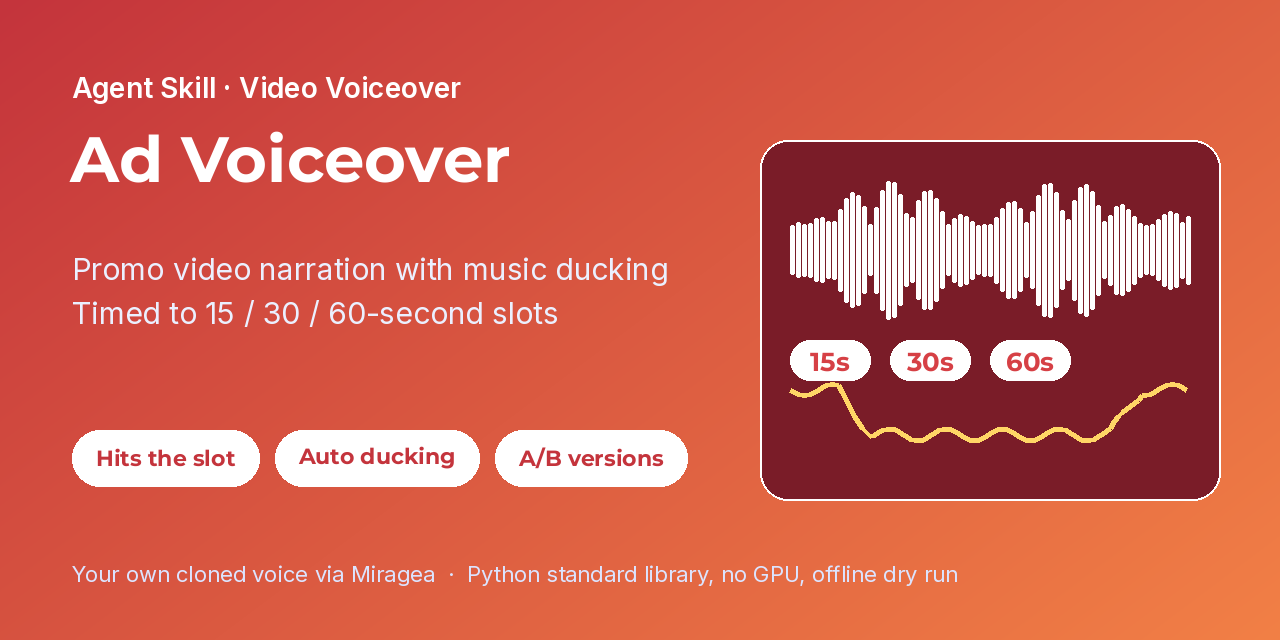 Agent Skill · Video Voiceover
Ad Voiceover
Promo video narration with music ducking
Timed to 15 / 30 / 60-second slots
15s 30s 60s
Hits the slot Auto ducking A/B versions
Your own cloned voice via Miragea · Python standard library, no GPU, offline dry run